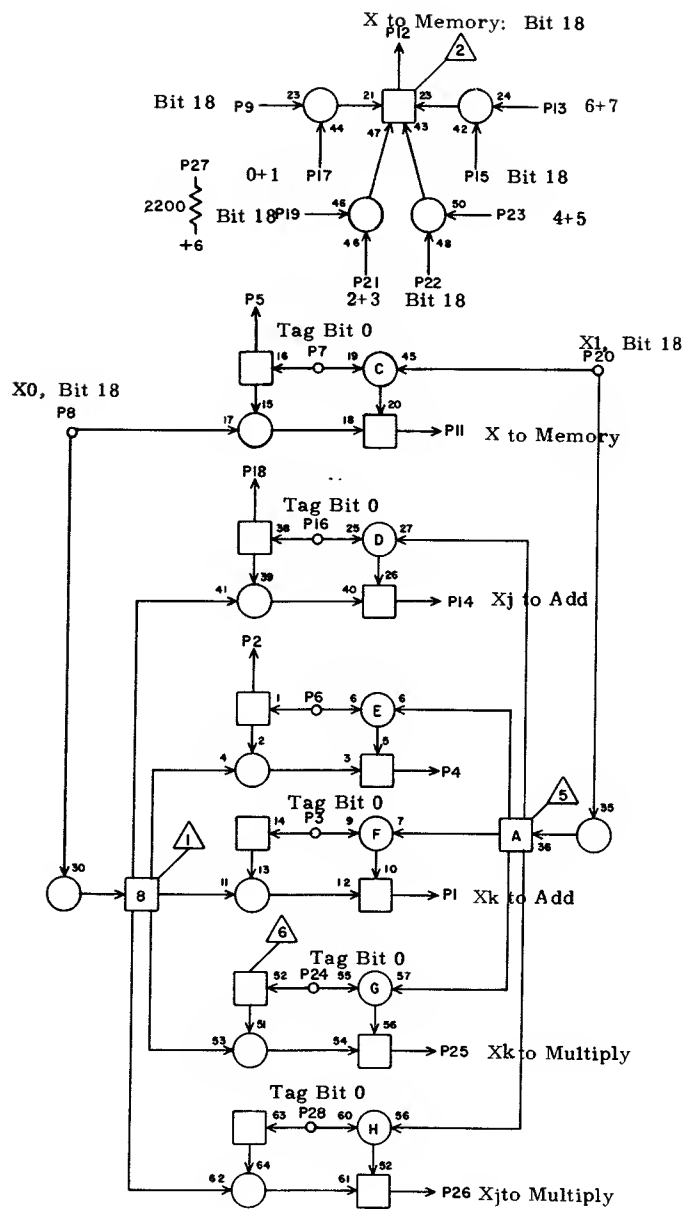 X to Memory: Bit 18
P12
2
Bit 18 P9 23 21 23 24 P13 6+7
44 47 43 42
P27 0+1 P17 P15 Bit 18
2200 Bit 18 P19 46 50 P23 4+5
+6 46 48
P21 P22
2+3 Bit 18
P5
Tag Bit 0 X1, Bit 18
16 P7 19 C 45 P20
X0, Bit 18
P8 15 20
17 18 P11 X to Memory
P18
Tag Bit 0
38 P16 25 D 27
39 26
41 40 P14 Xj to Add
P2
1 P6 6 E 6
2 5
4 3 P4
5
Tag Bit 0
14 P3 9 F 7 A 36 35
1
30 13 10
8 11 12 P1 Xk to Add
6
Tag Bit 0
52 P24 55 G 57
51 56
53 54 P25 Xk to Multiply
Tag Bit 0
63 P28 60 H 56
64 52
62 61 P26 Xjto Multiply